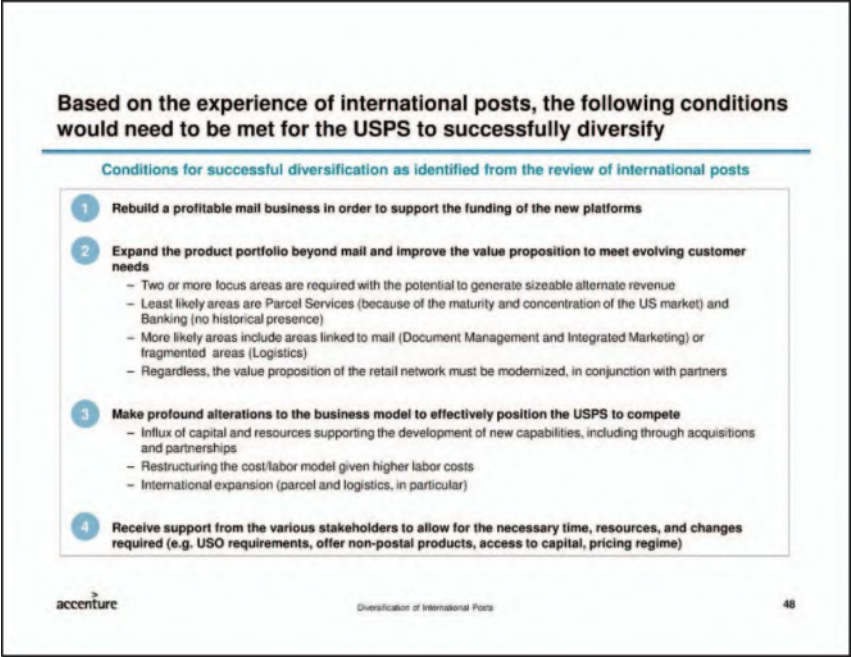 Based on the experience of international posts, the following conditions
would need to be met for the USPS to successfully diversify
Conditions for successful diversification as identified from the review of international posts
1 Rebuild a profitable mail business in order to support the funding of the new platforms
2 Expand the product portfolio beyond mail and improve the value proposition to meet evolving customer
needs
– Two or more focus areas are required with the potential to generate sizeable alternate revenue
– Least likely areas are Parcel Services (because of the maturity and concentration of the US market) and
Banking (no historical presence)
– More likely areas include areas linked to mail (Document Management and Integrated Marketing) or
fragmented areas (Logistics)
– Regardless, the value proposition of the retail network must be modernized, in conjunction with partners
3 Make profound alterations to the business model to effectively position the USPS to compete
– Influx of capital and resources supporting the development of new capabilities, including through acquisitions
and partnerships
– Restructuring the cost/labor model given higher labor costs
– International expansion (parcel and logistics, in particular)
4 Receive support from the various stakeholders to allow for the necessary time, resources, and changes
required (e.g. USO requirements, offer non-postal products, access to capital, pricing regime)
accenture
Diversification of International Posts
48